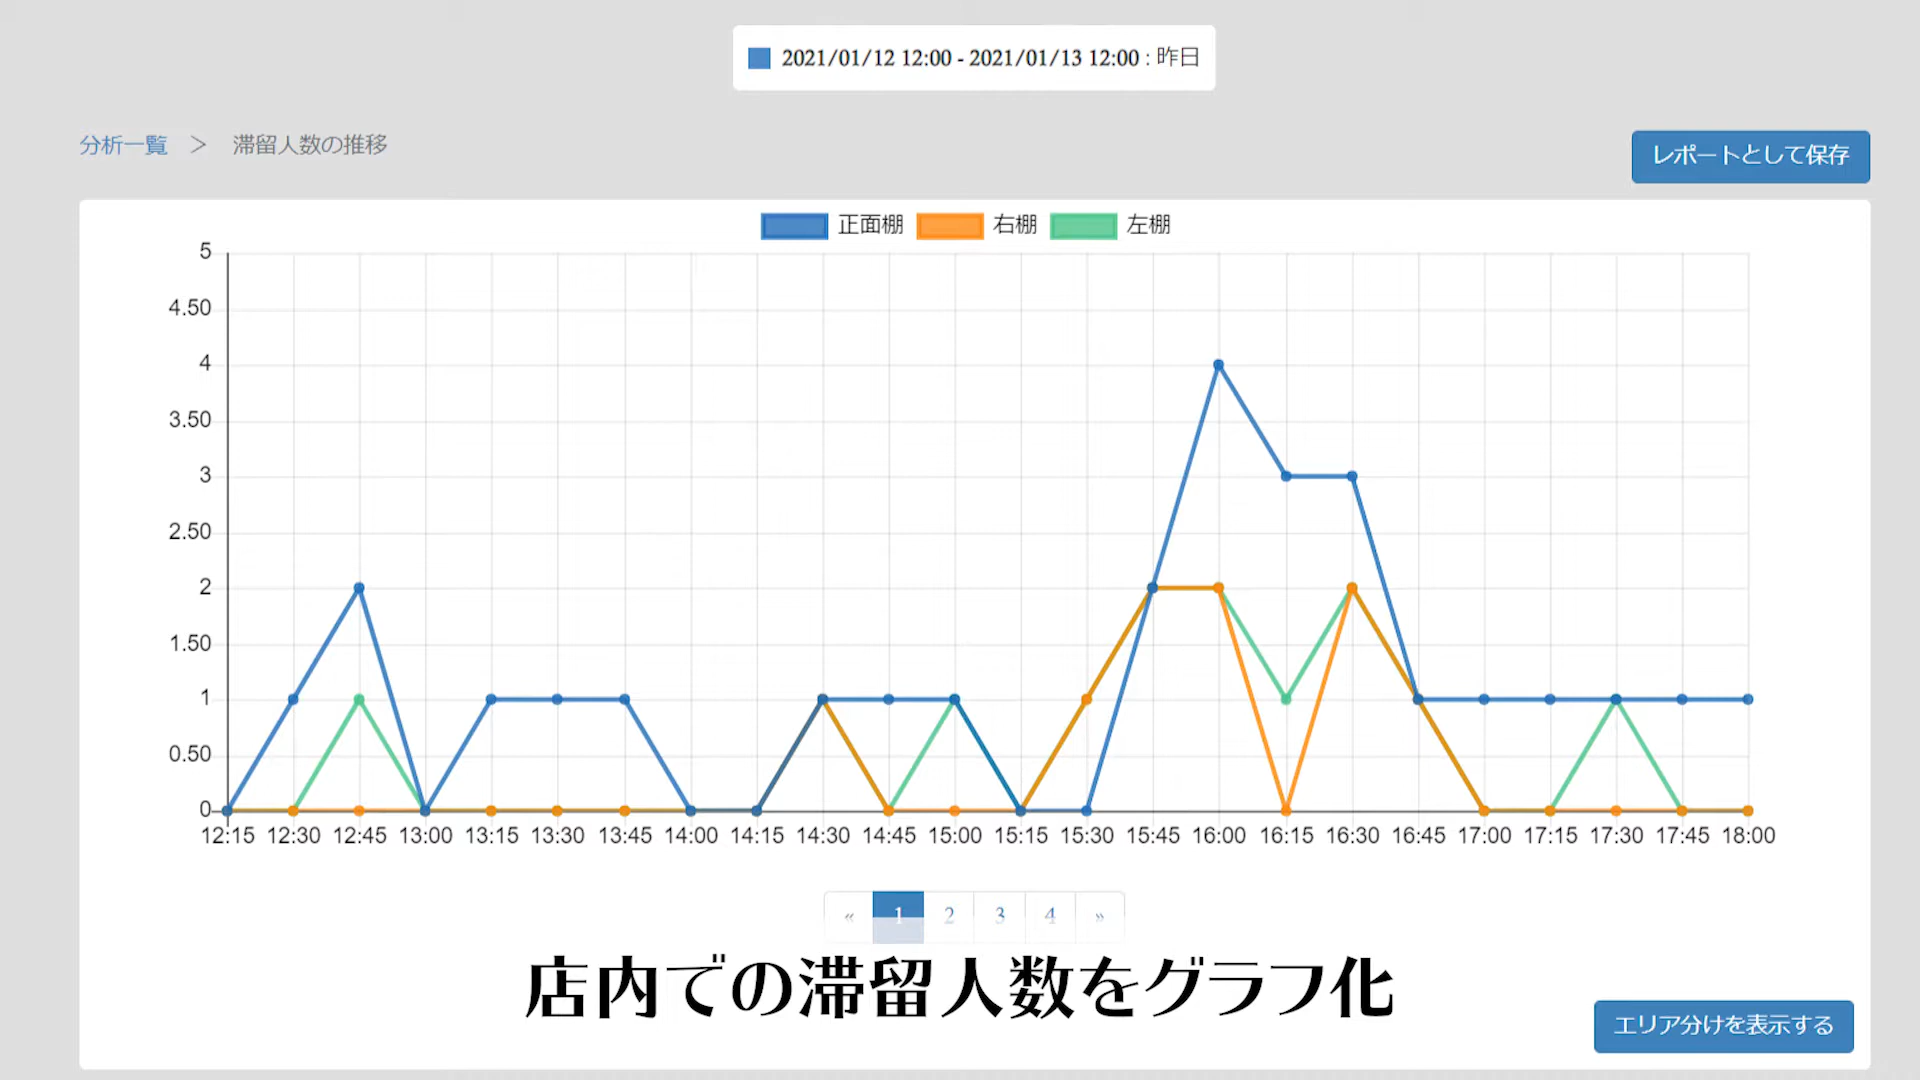 2021/01/12 12:00 - 2021/01/13 12:00 : 昨日
分析一覧 > 滞留人数の推移
レポートとして保存
正面棚 右棚 左棚
5
4.50
4
3.50
3
2.50
2
1.50
1
0.50
0
12:15 12:30 12:45 13:00 13:15 13:30 13:45 14:00 14:15 14:30 14:45 15:00 15:15 15:30 15:45 16:00 16:15 16:30 16:45 17:00 17:15 17:30 17:45 18:00
« 1 2 3 4 »
店内での滞留人数をグラフ化
エリア分けを表示する